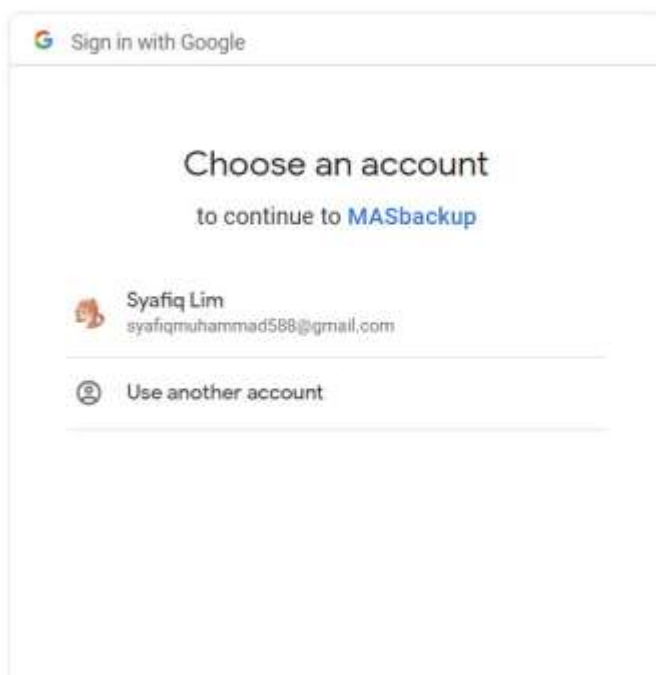 Sign in with Google
Choose an account
to continue to MASbackup
Syafiq Lim
syafiqmuhammad588@gmail.com
Use another account